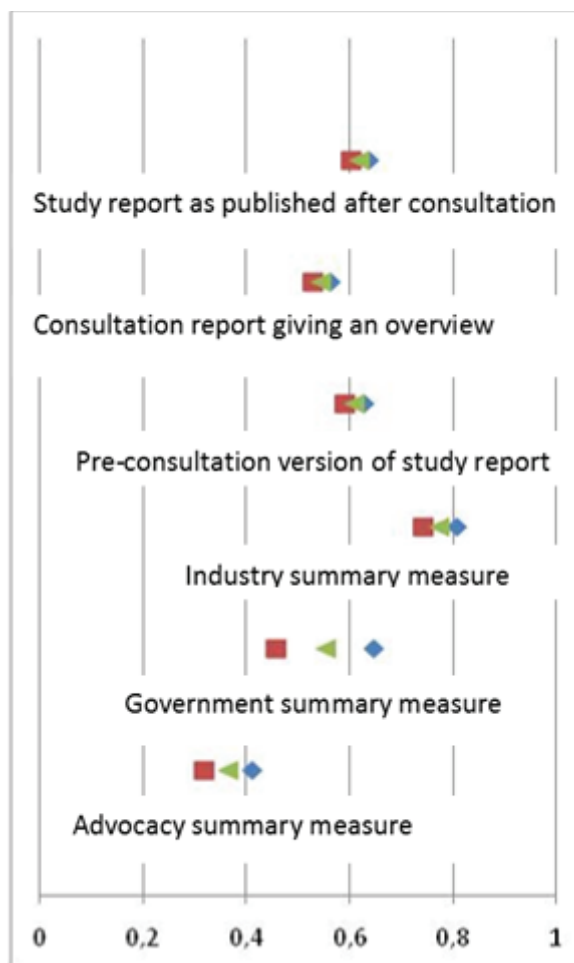 Study report as published after consultation
Consultation report giving an overview
Pre-consultation version of study report
Industry summary measure
Government summary measure
Advocacy summary measure
0 0,2 0,4 0,6 0,8 1